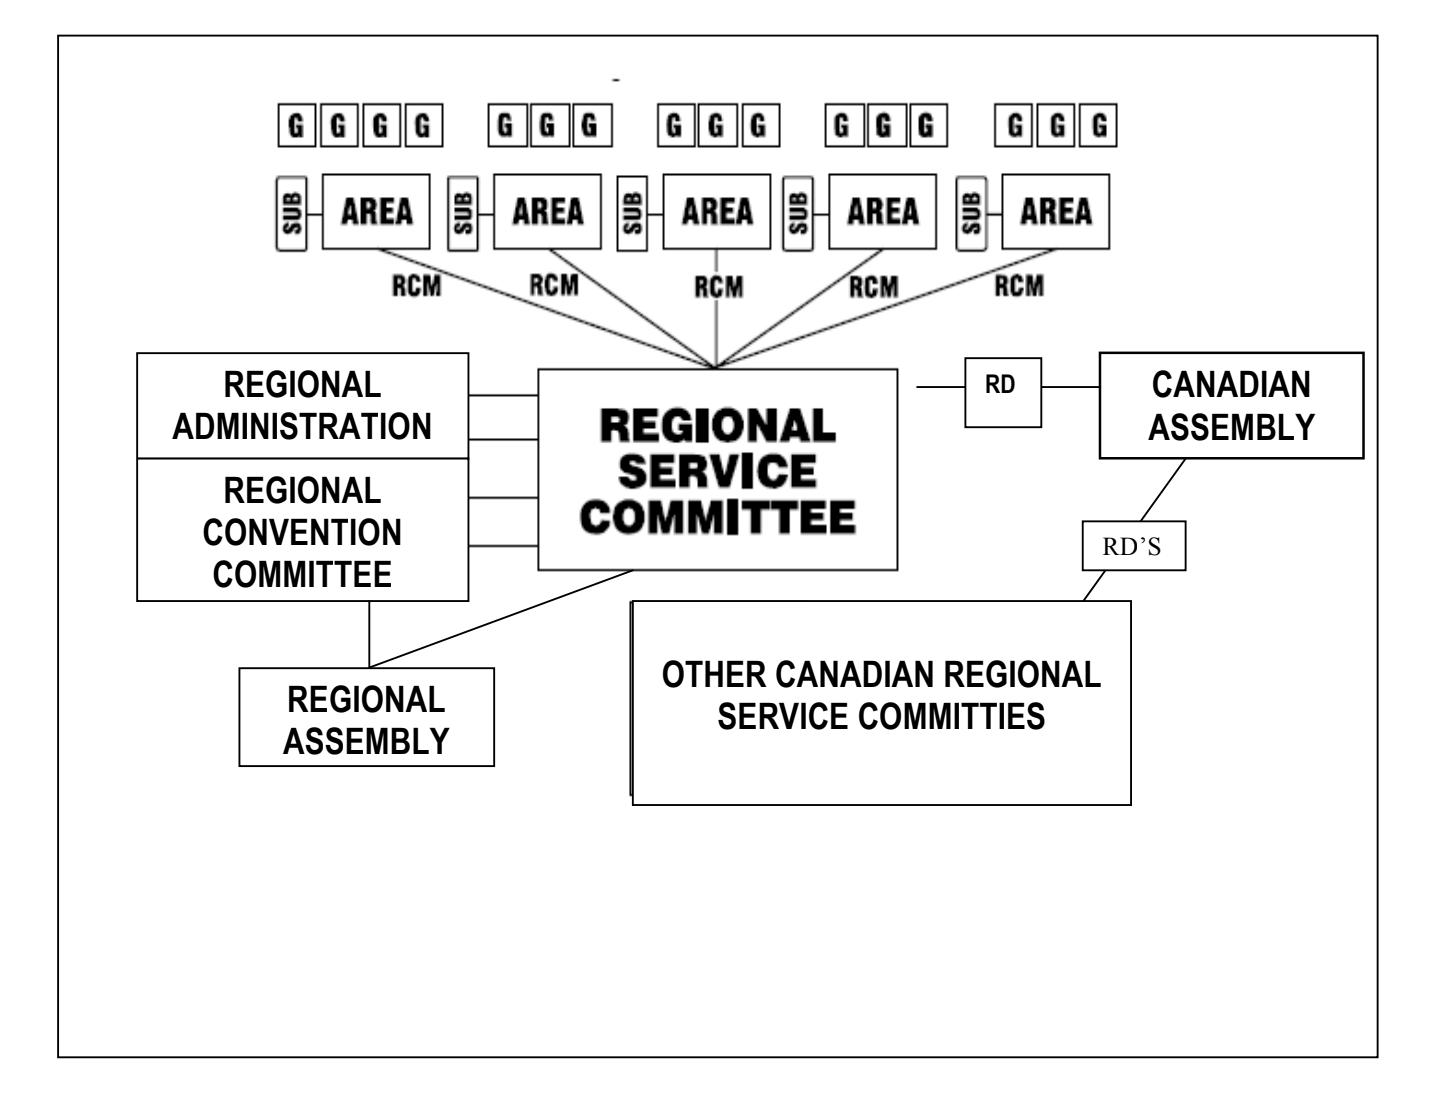 G G G G G G G G G G G G G G G G
SUB AREA SUB AREA SUB AREA SUB AREA SUB AREA
RCM RCM RCM RCM RCM
REGIONAL
ADMINISTRATION
REGIONAL
CONVENTION
COMMITTEE
REGIONAL
SERVICE
COMMITTEE
RD
CANADIAN
ASSEMBLY
RD'S
REGIONAL
ASSEMBLY
OTHER CANADIAN REGIONAL
SERVICE COMMITTIES